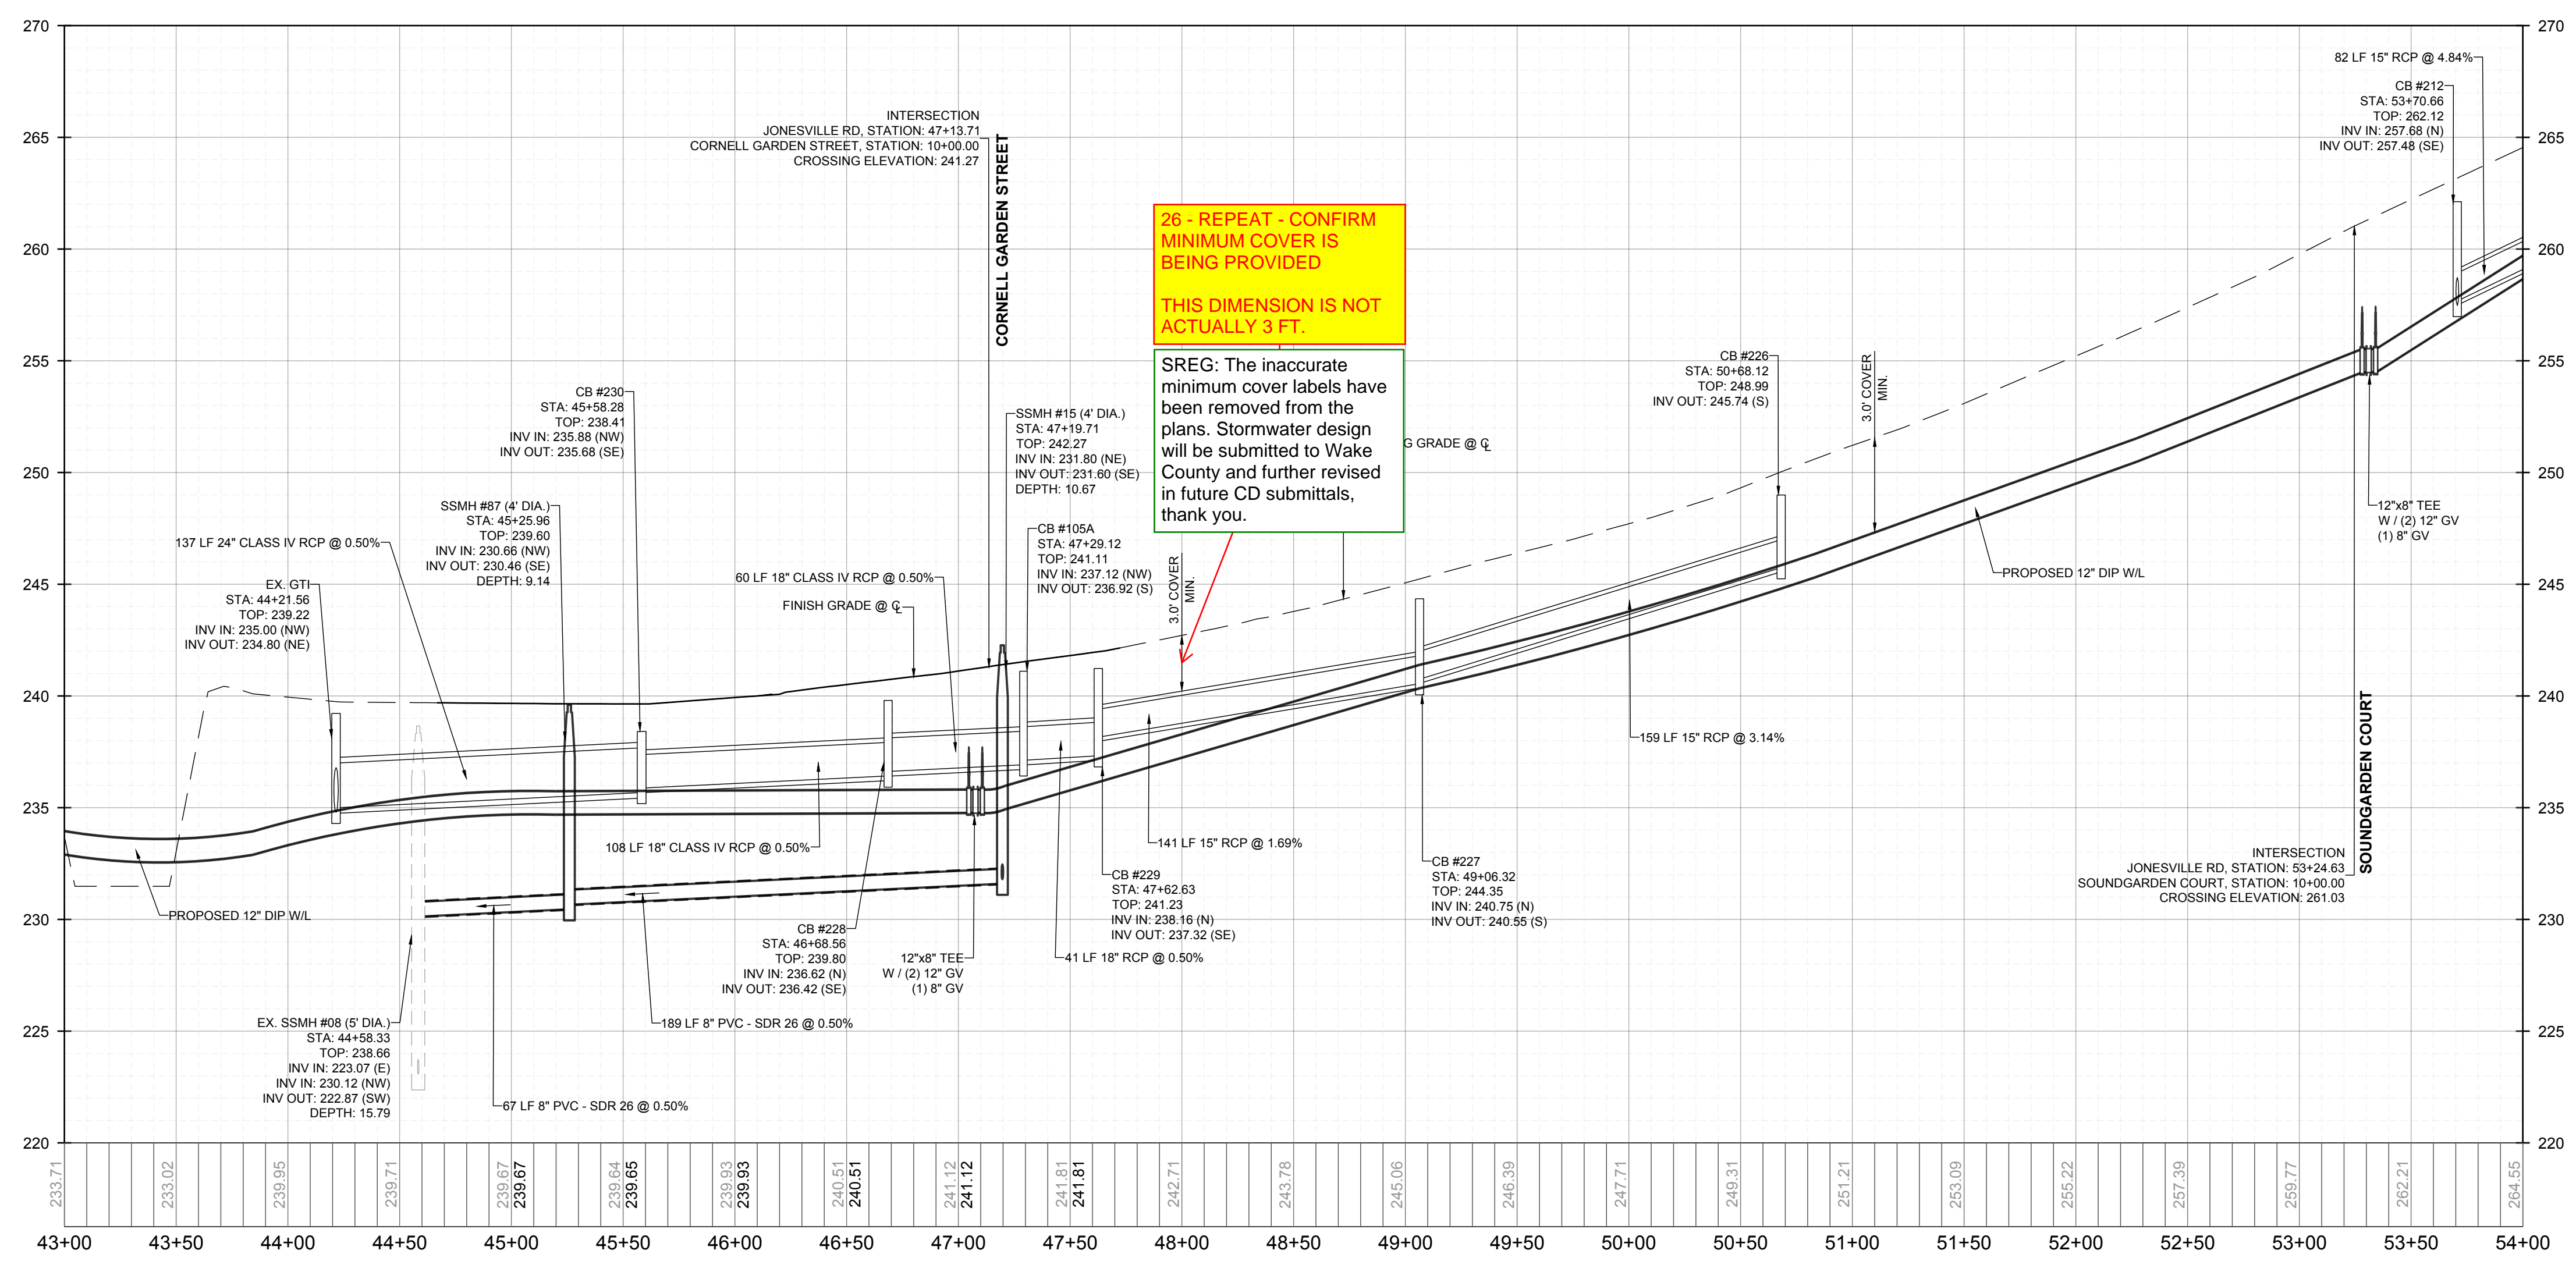 270
265
260
255
250
245
240
235
230
225
220
270
265
260
255
250
245
240
235
230
225
220
82 LF 15" RCP @ 4.84%
CB #212
STA: 53+70.66
TOP: 262.12
INV IN: 257.68 (N)
INV OUT: 257.48 (SE)
INTERSECTION
JONESVILLE RD, STATION: 47+13.71
CORNELL GARDEN STREET, STATION: 10+00.00
CROSSING ELEVATION: 241.27
CORNELL GARDEN STREET
26 - REPEAT - CONFIRM
MINIMUM COVER IS
BEING PROVIDED
THIS DIMENSION IS NOT
ACTUALLY 3 FT.
SREG: The inaccurate
minimum cover labels have
been removed from the
plans. Stormwater design
will be submitted to Wake
County and further revised
in future CD submittals,
thank you.
G GRADE @ ℄
CB #226
STA: 50+68.12
TOP: 248.99
INV OUT: 245.74 (S)
3.0' COVER
MIN.
CB #230
STA: 45+58.28
TOP: 238.41
INV IN: 235.88 (NW)
INV OUT: 235.68 (SE)
SSMH #15 (4' DIA.)
STA: 47+19.71
TOP: 242.27
INV IN: 231.80 (NE)
INV OUT: 231.60 (SE)
DEPTH: 10.67
SSMH #87 (4' DIA.)
STA: 45+25.96
TOP: 239.60
INV IN: 230.66 (NW)
INV OUT: 230.46 (SE)
DEPTH: 9.14
137 LF 24" CLASS IV RCP @ 0.50%
CB #105A
STA: 47+29.12
TOP: 241.11
INV IN: 237.12 (NW)
INV OUT: 236.92 (S)
3.0' COVER
MIN.
60 LF 18" CLASS IV RCP @ 0.50%
FINISH GRADE @ ℄
EX. GTI
STA: 44+21.56
TOP: 239.22
INV IN: 235.00 (NW)
INV OUT: 234.80 (NE)
12"x8" TEE
W / (2) 12" GV
(1) 8" GV
PROPOSED 12" DIP W/L
159 LF 15" RCP @ 3.14%
SOUNDGARDEN COURT
INTERSECTION
JONESVILLE RD, STATION: 53+24.63
SOUNDGARDEN COURT, STATION: 10+00.00
CROSSING ELEVATION: 261.03
108 LF 18" CLASS IV RCP @ 0.50%
141 LF 15" RCP @ 1.69%
CB #227
STA: 49+06.32
TOP: 244.35
INV IN: 240.75 (N)
INV OUT: 240.55 (S)
CB #229
STA: 47+62.63
TOP: 241.23
INV IN: 238.16 (N)
INV OUT: 237.32 (SE)
PROPOSED 12" DIP W/L
CB #228
STA: 46+68.56
TOP: 239.80
INV IN: 236.62 (N)
INV OUT: 236.42 (SE)
12"x8" TEE
W / (2) 12" GV
(1) 8" GV
41 LF 18" RCP @ 0.50%
EX. SSMH #08 (5' DIA.)
STA: 44+58.33
TOP: 238.66
INV IN: 223.07 (E)
INV IN: 230.12 (NW)
INV OUT: 222.87 (SW)
DEPTH: 15.79
189 LF 8" PVC - SDR 26 @ 0.50%
67 LF 8" PVC - SDR 26 @ 0.50%
233.71
233.02
239.95
239.71
239.67
239.67
239.64
239.65
239.93
239.93
240.51
240.51
241.12
241.12
241.81
241.81
242.71
243.78
245.06
246.39
247.71
249.31
251.21
253.09
255.22
257.39
259.77
262.21
264.55
43+00
43+50
44+00
44+50
45+00
45+50
46+00
46+50
47+00
47+50
48+00
48+50
49+00
49+50
50+00
50+50
51+00
51+50
52+00
52+50
53+00
53+50
54+00